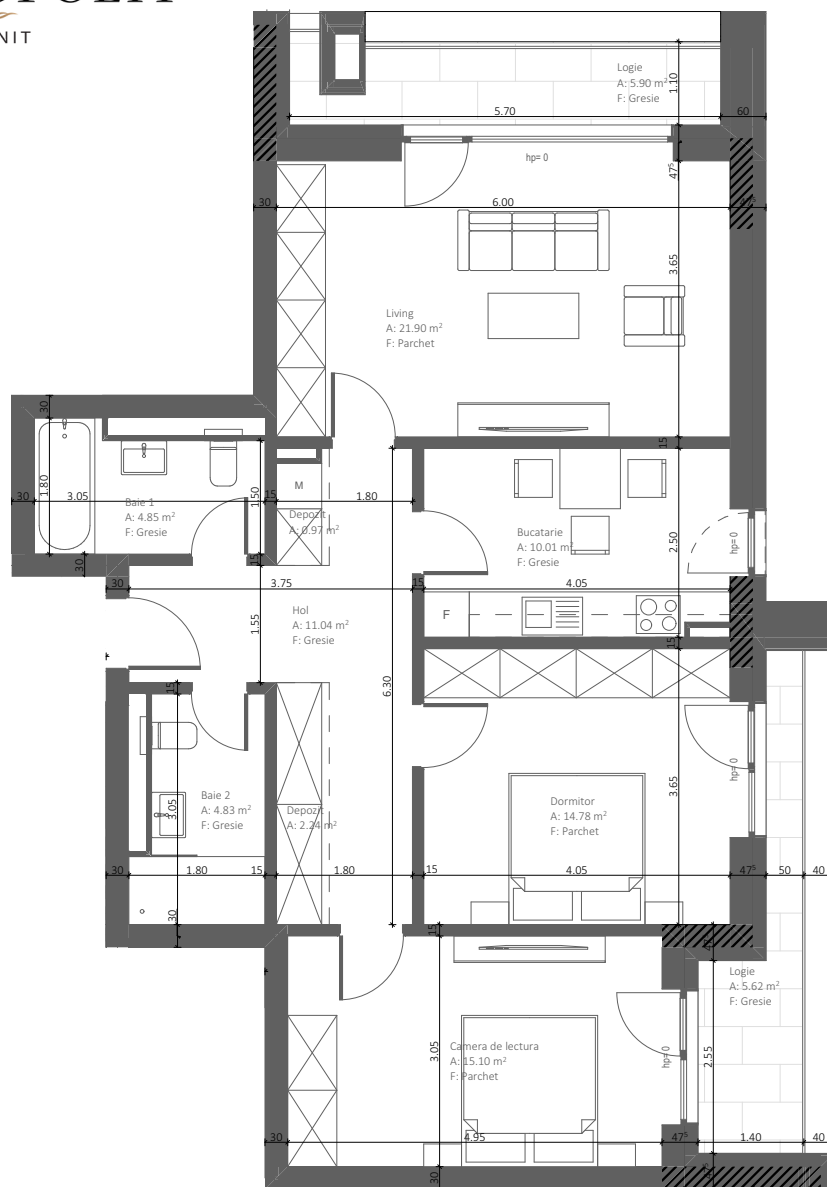 NIT
Logie
A: 5.90 m²
F: Gresie
1.10
5.70
60
hp= 0
47⁵
30
6.00
47⁵
3.65
Living
A: 21.90 m²
F: Parchet
30
15
1.80
30
3.05
15
1.50
M
1.80
Baie 1
A: 4.85 m²
F: Gresie
Depozit
A: 0.97 m²
Bucatarie
A: 10.01 m²
F: Gresie
2.50
hp= 0
30
15
30
3.75
15
4.05
Hol
A: 11.04 m²
F: Gresie
1.55
F
15
6.30
15
3.65
hp= 0
Baie 2
A: 4.83 m²
F: Gresie
3.05
Depozit
A: 2.24 m²
Dormitor
A: 14.78 m²
F: Parchet
30
1.80
15
1.80
15
4.05
47⁵
50
40
30
15
Logie
A: 5.62 m²
F: Gresie
Camera de lectura
A: 15.10 m²
F: Parchet
3.05
hp= 0
2.55
30
4.95
47⁵
1.40
40
30
47⁵